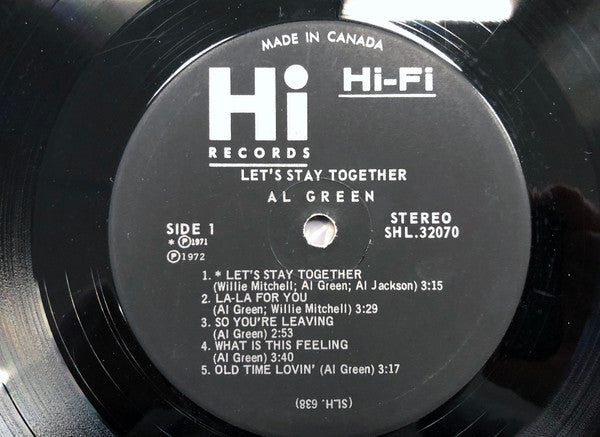 MADE IN CANADA
Hi
RECORDS
Hi-Fi
LET'S STAY TOGETHER
AL GREEN
SIDE 1
* ℗1971
℗1972
STEREO
SHL.32070
1. * LET'S STAY TOGETHER
(Willie Mitchell; Al Green; Al Jackson) 3:15
2. LA-LA FOR YOU
(Al Green; Willie Mitchell) 3:29
3. SO YOU'RE LEAVING
(Al Green) 2:53
4. WHAT IS THIS FEELING
(Al Green) 3:40
5. OLD TIME LOVIN' (Al Green) 3:17
(SLH. 638)